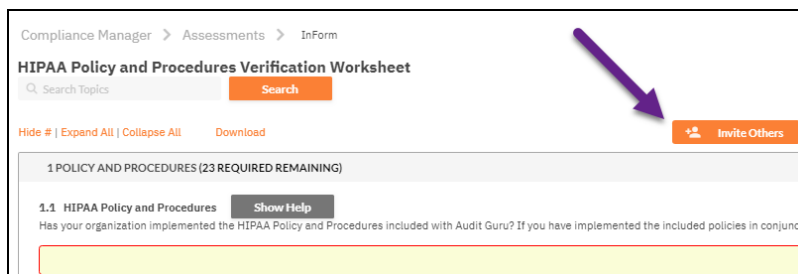 Compliance Manager > Assessments > InForm
HIPAA Policy and Procedures Verification Worksheet
Search Topics Search
Hide # | Expand All | Collapse All Download Invite Others
1 POLICY AND PROCEDURES (23 REQUIRED REMAINING)
1.1 HIPAA Policy and Procedures Show Help
Has your organization implemented the HIPAA Policy and Procedures included with Audit Guru? If you have implemented the included policies in conjunc